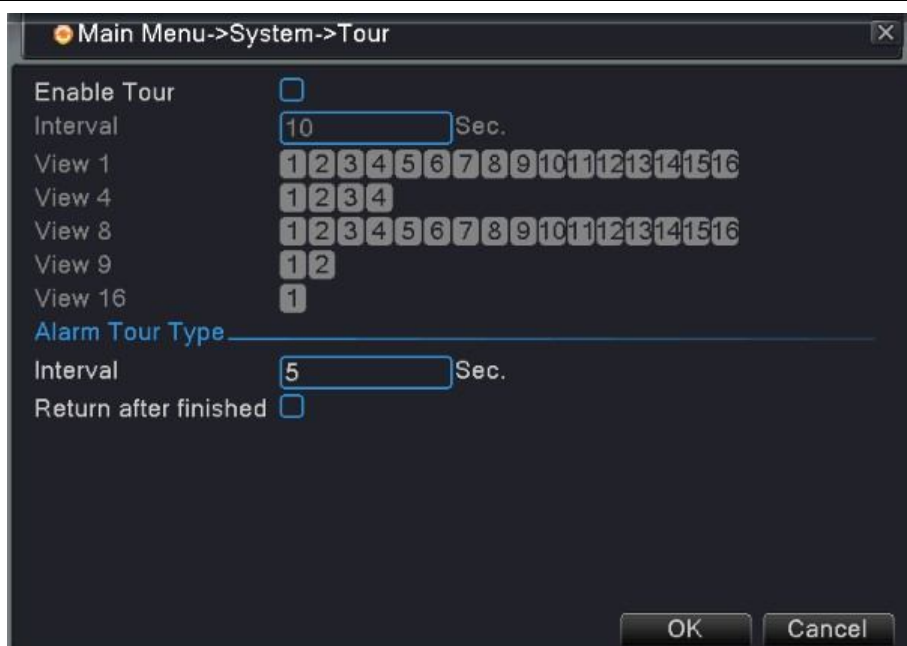 Main Menu->System->Tour
Enable Tour
Interval 10 Sec.
View 1 1 2 3 4 5 6 7 8 9 10 11 12 13 14 15 16
View 4 1 2 3 4
View 8 1 2 3 4 5 6 7 8 9 10 11 12 13 14 15 16
View 9 1 2
View 16 1
Alarm Tour Type
Interval 5 Sec.
Return after finished
OK Cancel